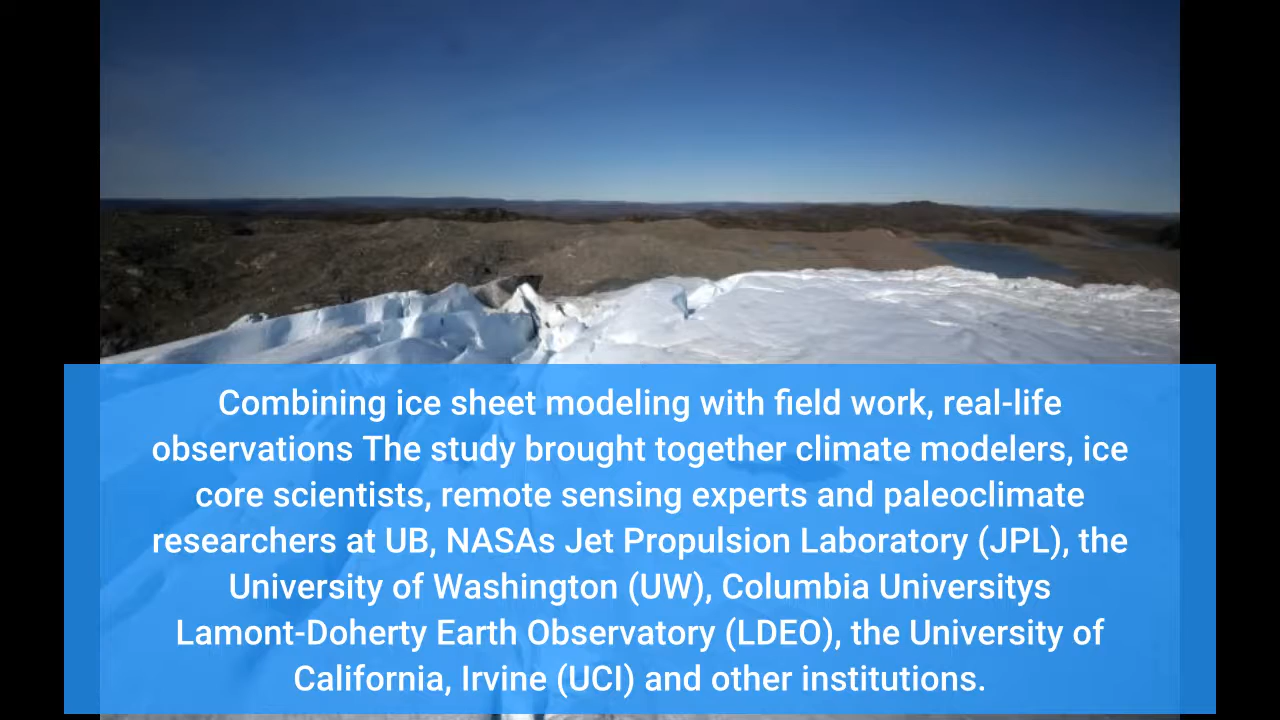 Combining ice sheet modeling with field work, real-life
observations The study brought together climate modelers, ice
core scientists, remote sensing experts and paleoclimate
researchers at UB, NASAs Jet Propulsion Laboratory (JPL), the
University of Washington (UW), Columbia Universitys
Lamont-Doherty Earth Observatory (LDEO), the University of
California, Irvine (UCI) and other institutions.